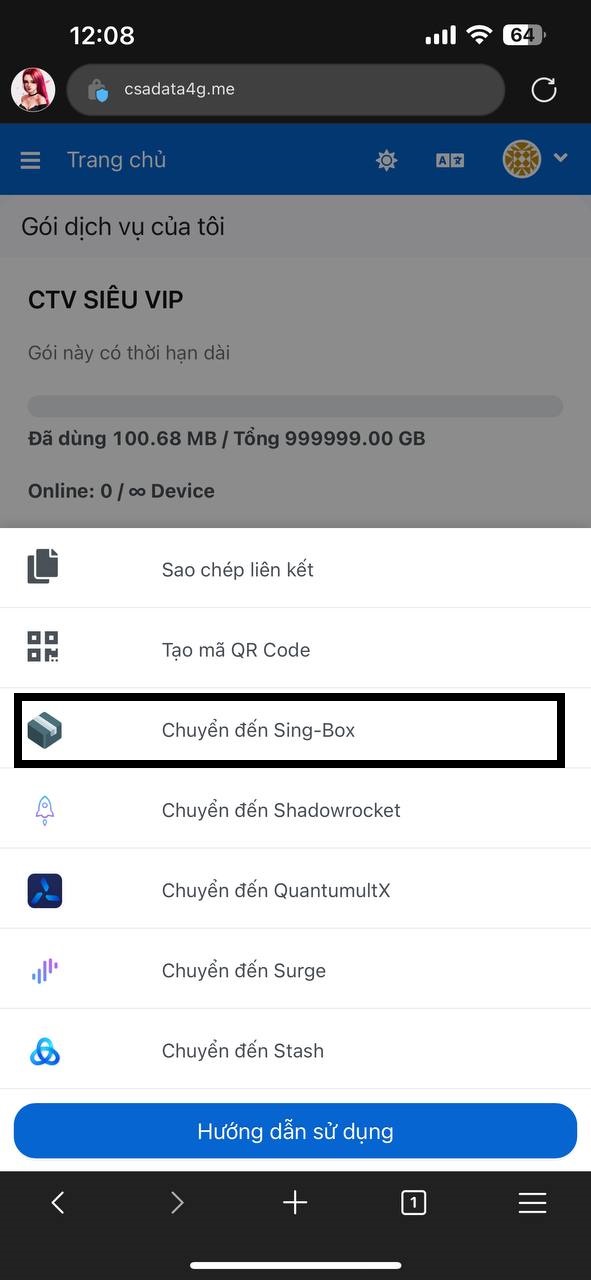 12:08
64
csadata4g.me
Trang chủ
Gói dịch vụ của tôi
CTV SIÊU VIP
Gói này có thời hạn dài
Đã dùng 100.68 MB / Tổng 999999.00 GB
Online: 0 / ∞ Device
Sao chép liên kết
Tạo mã QR Code
Chuyển đến Sing-Box
Chuyển đến Shadowrocket
Chuyển đến QuantumultX
Chuyển đến Surge
Chuyển đến Stash
Hướng dẫn sử dụng
1